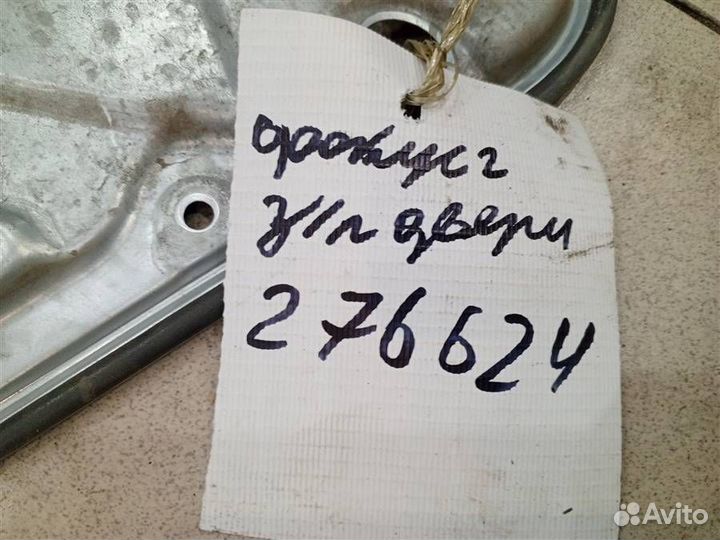 фокус 2
з/л двери
276624
Avito